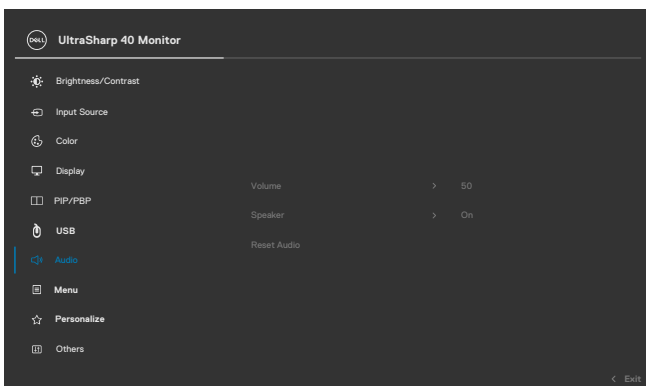 DELL UltraSharp 40 Monitor
Brightness/Contrast
Input Source
Color
Display
PIP/PBP
USB
Audio
Menu
Personalize
Others
Volume > 50
Speaker > On
Reset Audio
< Exit